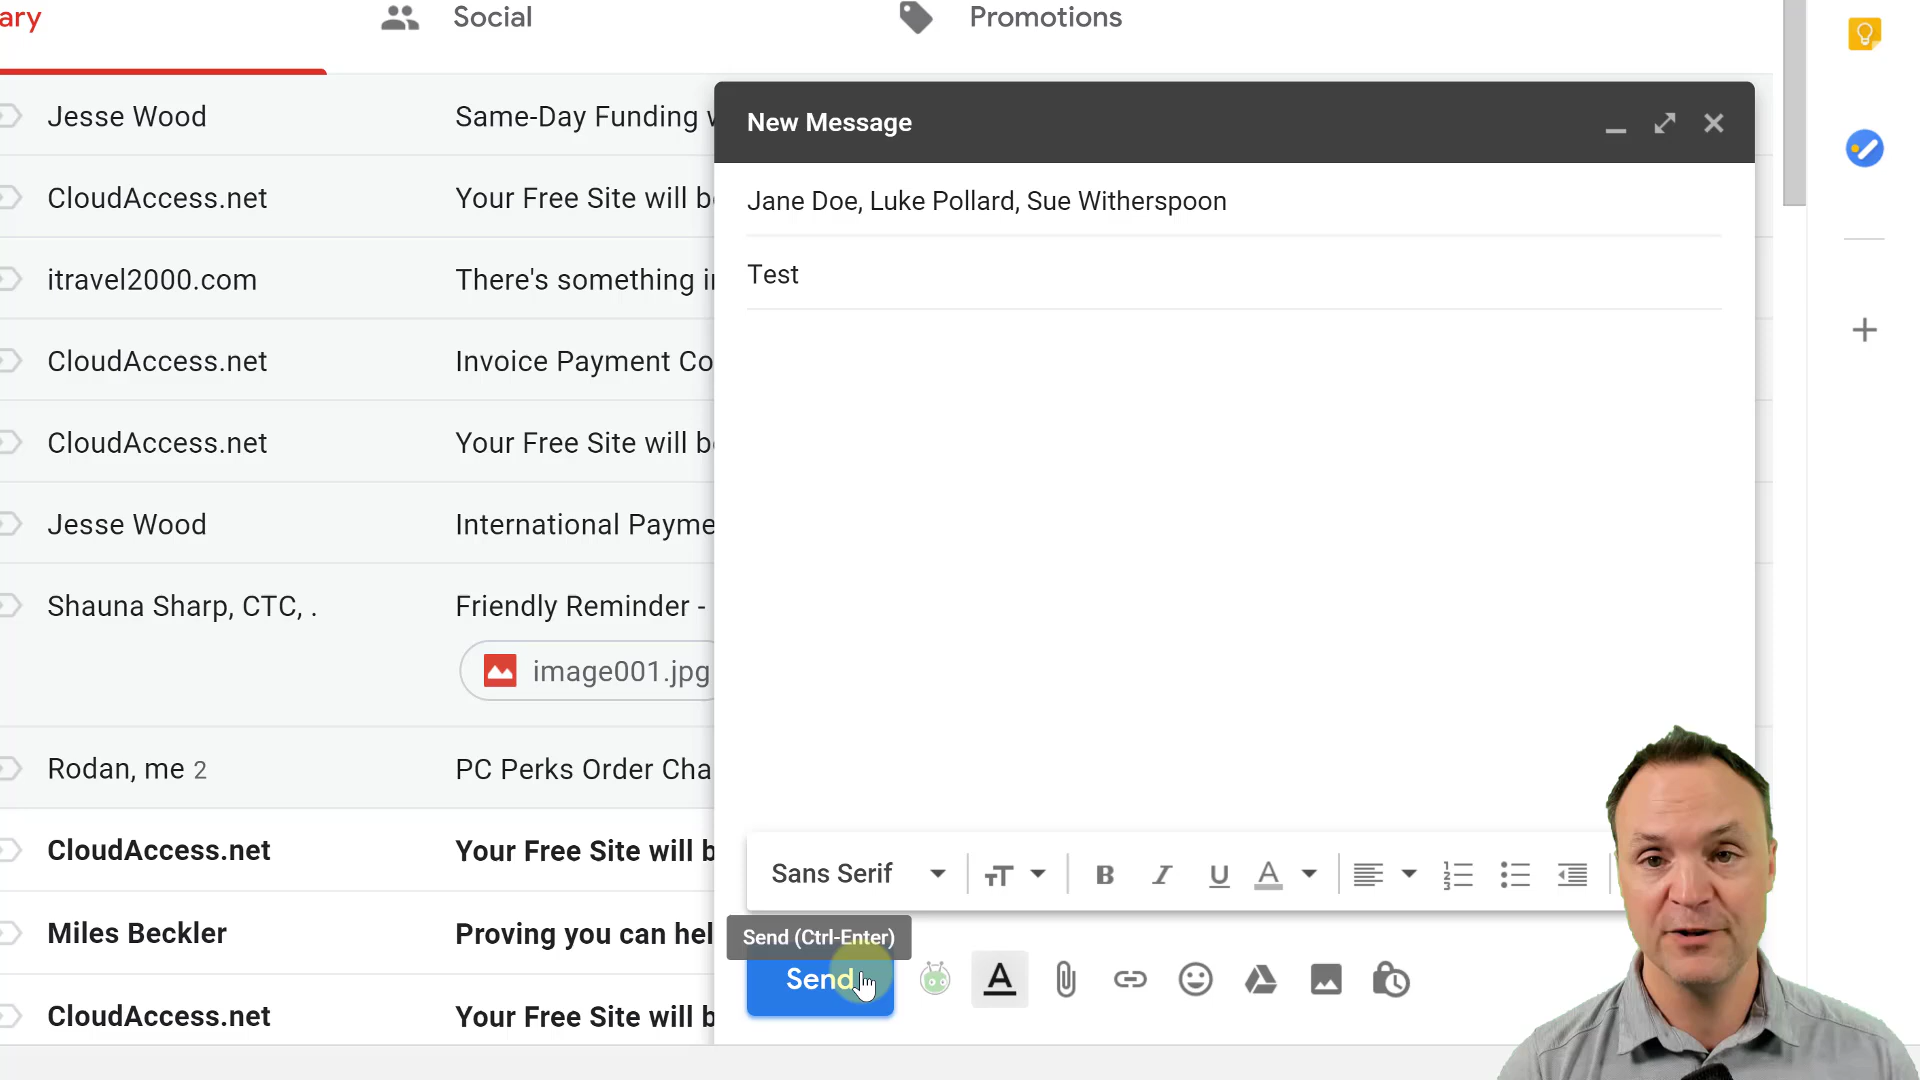 ary
Social
Promotions
Jesse Wood
Same-Day Funding
CloudAccess.net
Your Free Site will b
itravel2000.com
There's something i
CloudAccess.net
Invoice Payment Co
CloudAccess.net
Your Free Site will b
Jesse Wood
International Payme
Shauna Sharp, CTC, .
Friendly Reminder -
image001.jpg
Rodan, me 2
PC Perks Order Cha
CloudAccess.net
Your Free Site will b
Miles Beckler
Proving you can hel
CloudAccess.net
Your Free Site will b
New Message
Jane Doe, Luke Pollard, Sue Witherspoon
Test
Sans Serif
Send (Ctrl-Enter)
Send